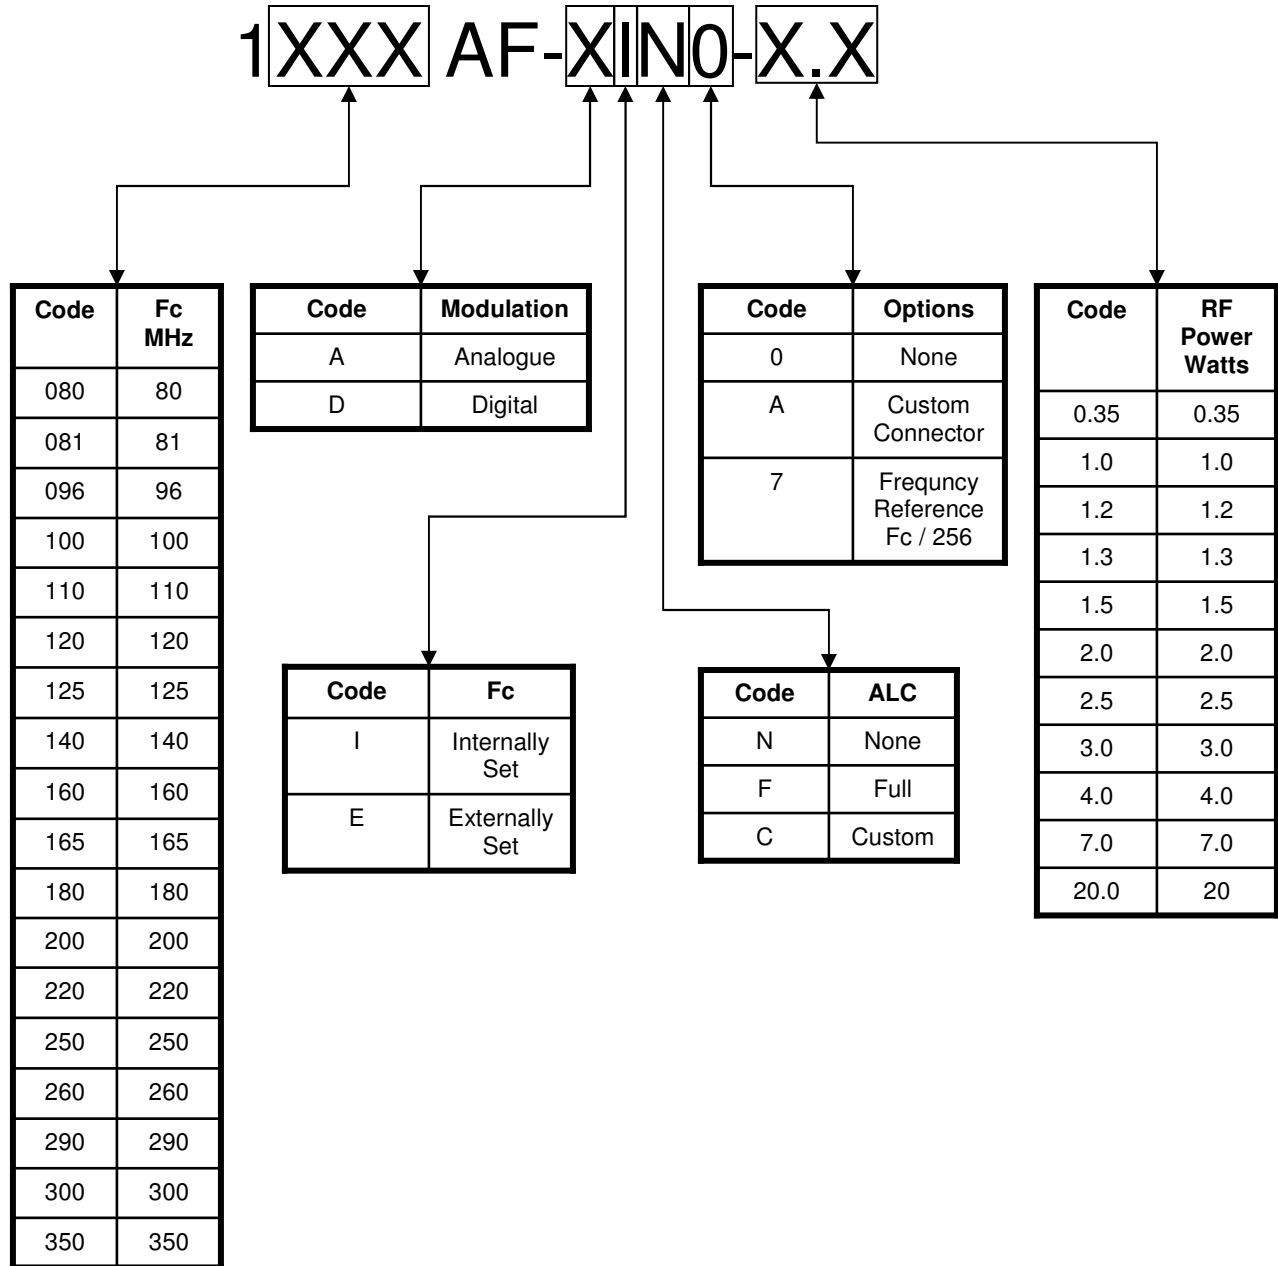 1XXX AF-XIN0-X.X
Code Fc MHz
080 80
081 81
096 96
100 100
110 110
120 120
125 125
140 140
160 160
165 165
180 180
200 200
220 220
250 250
260 260
290 290
300 300
350 350
Code Modulation
A Analogue
D Digital
Code Fc
I Internally Set
E Externally Set
Code Options
0 None
A Custom Connector
7 Frequncy Reference Fc / 256
Code ALC
N None
F Full
C Custom
Code RF Power Watts
0.35 0.35
1.0 1.0
1.2 1.2
1.3 1.3
1.5 1.5
2.0 2.0
2.5 2.5
3.0 3.0
4.0 4.0
7.0 7.0
20.0 20